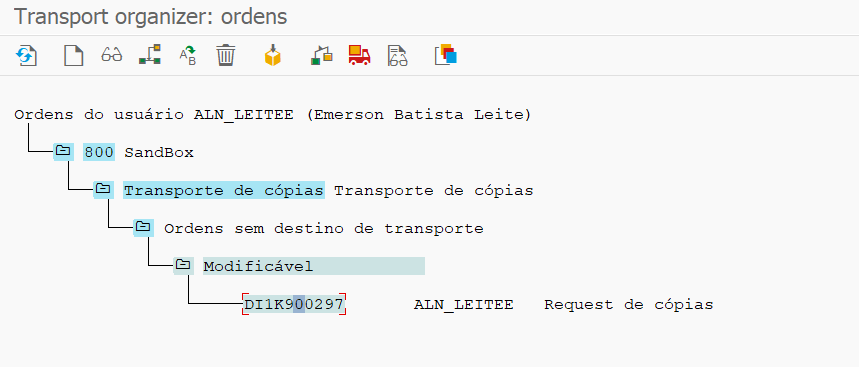 Transport organizer: ordens
A B
Ordens do usuário ALN_LEITEE (Emerson Batista Leite)
800 SandBox
Transporte de cópias Transporte de cópias
Ordens sem destino de transporte
Modificável
DI1K900297 ALN_LEITEE Request de cópias